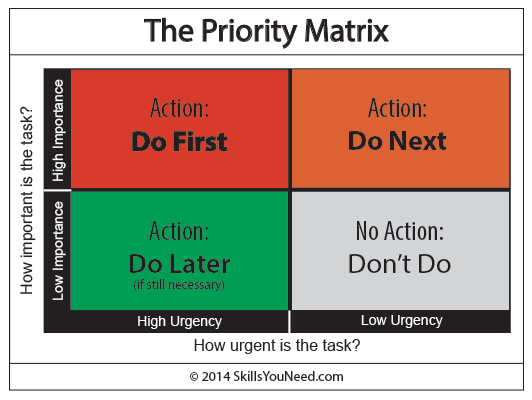 The Priority Matrix
How important is the task?
High Importance
Action:
Do First
Action:
Do Next
Low Importance
Action:
Do Later
(if still necessary)
No Action:
Don't Do
High Urgency
Low Urgency
How urgent is the task?
© 2014 SkillsYouNeed.com